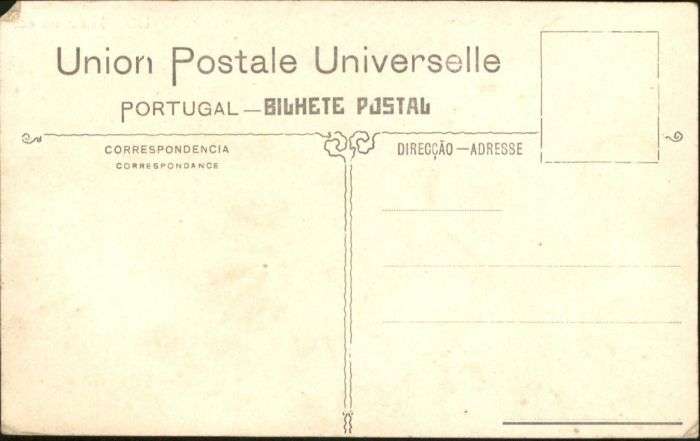 Union Postale Universelle
PORTUGAL — BILHETE POSTAL
CORRESPONDENCIA
CORRESPONDANCE
DIRECÇÃO — ADRESSE